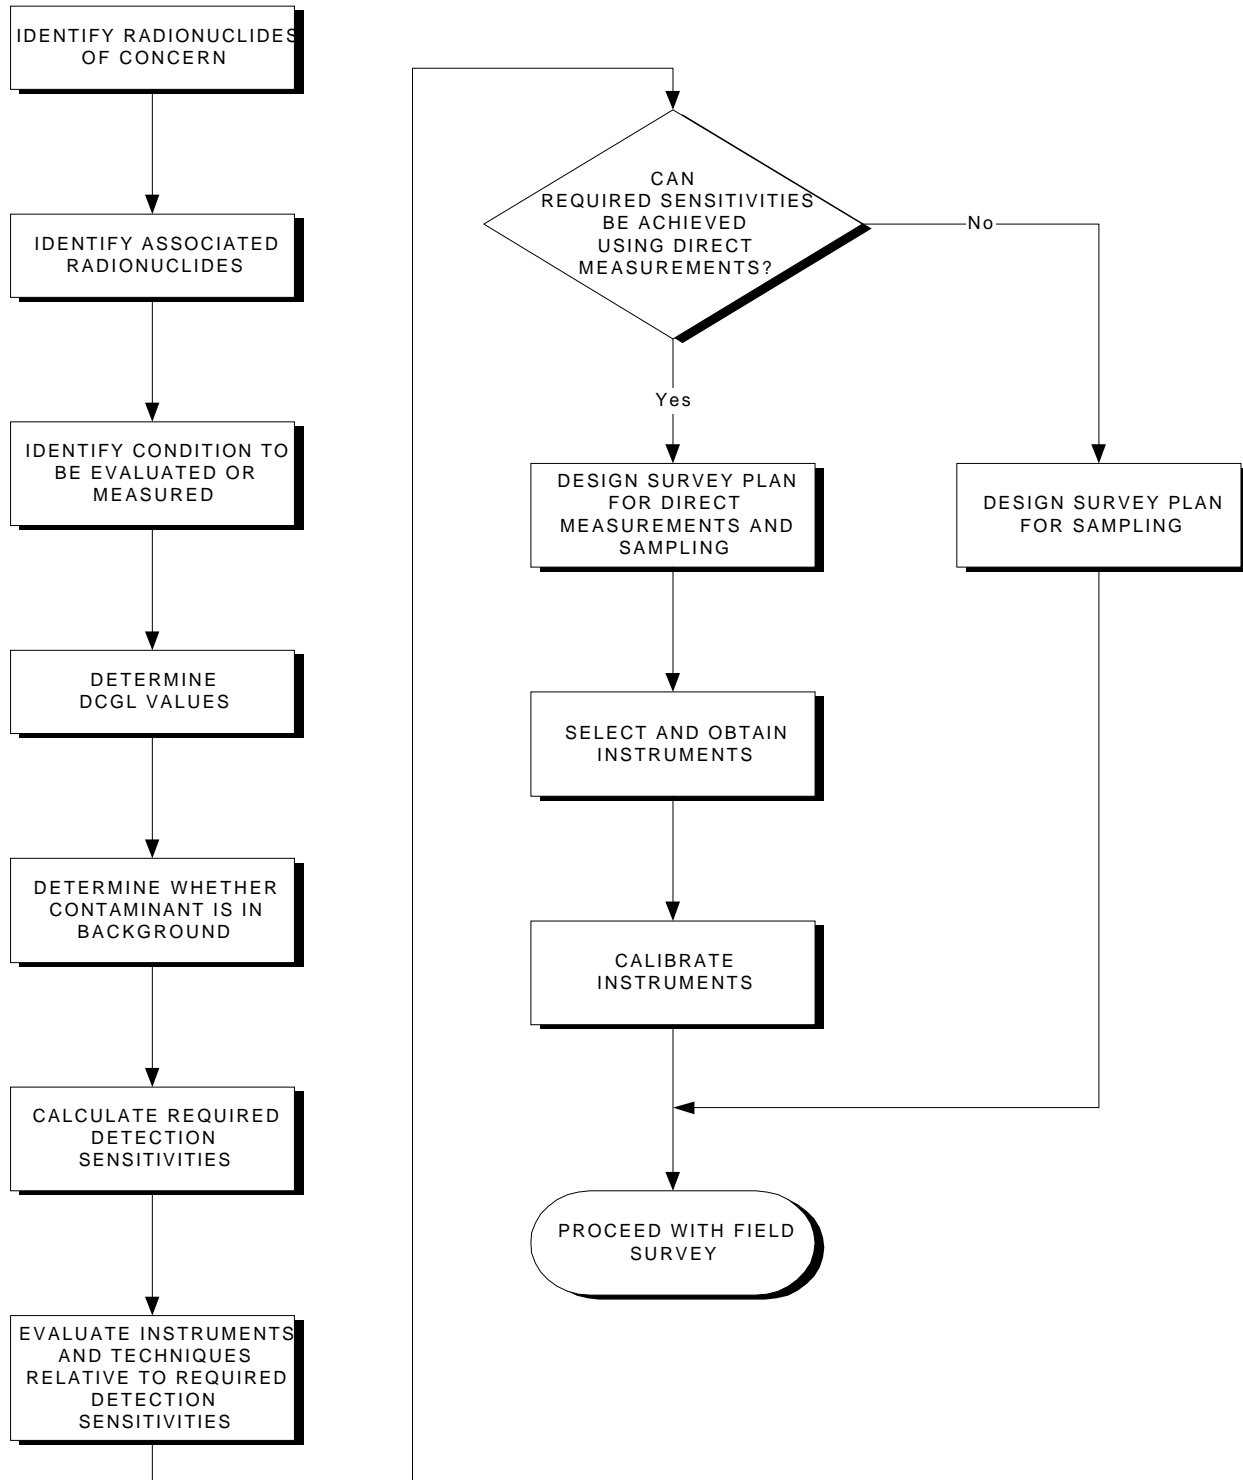 IDENTIFY RADIONUCLIDES
OF CONCERN
IDENTIFY ASSOCIATED
RADIONUCLIDES
IDENTIFY CONDITION TO
BE EVALUATED OR
MEASURED
DETERMINE
DCGL VALUES
DETERMINE WHETHER
CONTAMINANT IS IN
BACKGROUND
CALCULATE REQUIRED
DETECTION
SENSITIVITIES
EVALUATE INSTRUMENTS
AND TECHNIQUES
RELATIVE TO REQUIRED
DETECTION
SENSITIVITIES
CAN
REQUIRED SENSITIVITIES
BE ACHIEVED
USING DIRECT
MEASUREMENTS?
No
Yes
DESIGN SURVEY PLAN
FOR DIRECT
MEASUREMENTS AND
SAMPLING
DESIGN SURVEY PLAN
FOR SAMPLING
SELECT AND OBTAIN
INSTRUMENTS
CALIBRATE
INSTRUMENTS
PROCEED WITH FIELD
SURVEY